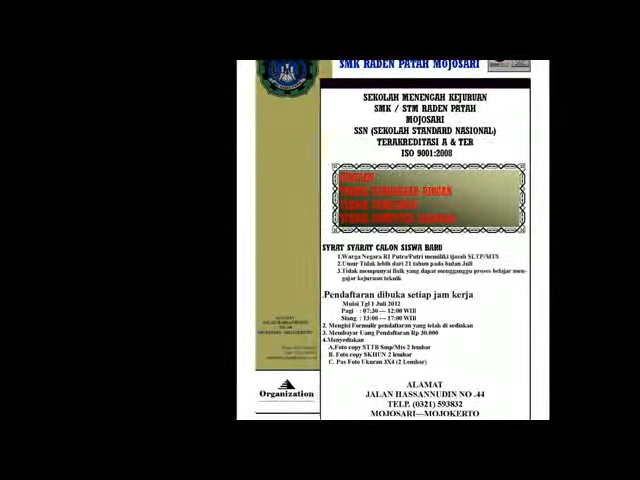 SMK RADEN PATAH MOJOSARI
SEKOLAH MENENGAH KEJURUAN
SMK / STM RADEN PATAH
MOJOSARI
SSN (SEKOLAH STANDARD NASIONAL)
TERAKREDITASI A & TER
ISO 9001:2008
TEKNIK KENDARAAN RINGAN
SYRAT SYARAT CALON SISWA BARU
1.Warga Negara RI Putra/Putri memiliki ijasah SLTP/MTS
2.Umur Tidak lebih dari 21 tahun pada bulan Juli
3.Tidak mempunyai fisik yang dapat mengganggu proses belajar men-
gajar kejuruan teknik
Pendaftaran dibuka setiap jam kerja
Mulai Tgl 1 Juli 2012
Pagi : 07:30 — 12:00 WIB
Siang : 13:00 — 17:00 WIB
2. Mengisi Formulir pendaftaran yang telah di sediakan
3. Membayar Uang Pendaftaran Rp 30.000
4.Menyediakan
A.Foto copy STTB Smp/Mts 2 lembar
B. Foto copy SKHUN 2 lembar
C. Pas Foto Ukuran 3X4 (2 Lembar)
Organization
ALAMAT
JALAN HASSANNUDIN NO .44
TELP. (0321) 593832
MOJOSARI—MOJOKERTO